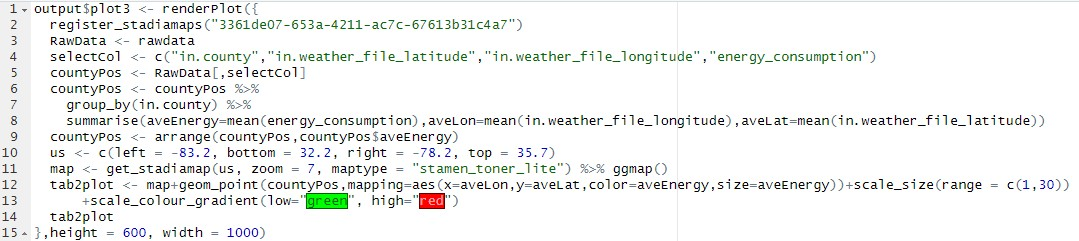 1 output$plot3 <- renderPlot({
2 register_stadiamaps("3361de07-653a-4211-ac7c-67613b31c4a7")
3 RawData <- rawdata
4 selectCol <- c("in.county","in.weather_file_latitude","in.weather_file_longitude","energy_consumption")
5 countyPos <- RawData[,selectCol]
6 countyPos <- countyPos %>%
7 group_by(in.county) %>%
8 summarise(aveEnergy=mean(energy_consumption),aveLon=mean(in.weather_file_longitude),aveLat=mean(in.weather_file_latitude))
9 countyPos <- arrange(countyPos,countyPos$aveEnergy)
10 us <- c(left = -83.2, bottom = 32.2, right = -78.2, top = 35.7)
11 map <- get_stadiamap(us, zoom = 7, maptype = "stamen_toner_lite") %>% ggmap()
12 tab2plot <- map+geom_point(countyPos,mapping=aes(x=aveLon,y=aveLat,color=aveEnergy,size=aveEnergy))+scale_size(range = c(1,30))
13 +scale_colour_gradient(low="green", high="red")
14 tab2plot
15 },height = 600, width = 1000)